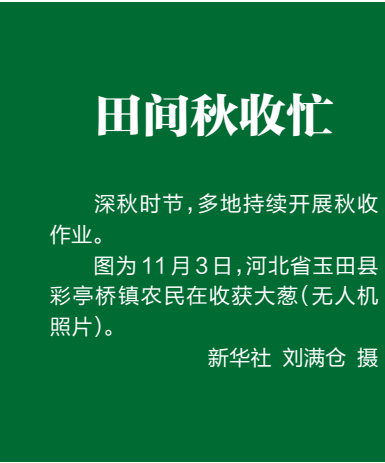 田间秋收忙
深秋时节，多地持续开展秋收
作业。
图为11月3日，河北省玉田县
彩亭桥镇农民在收获大葱（无人机
照片）。
新华社 刘满仓 摄